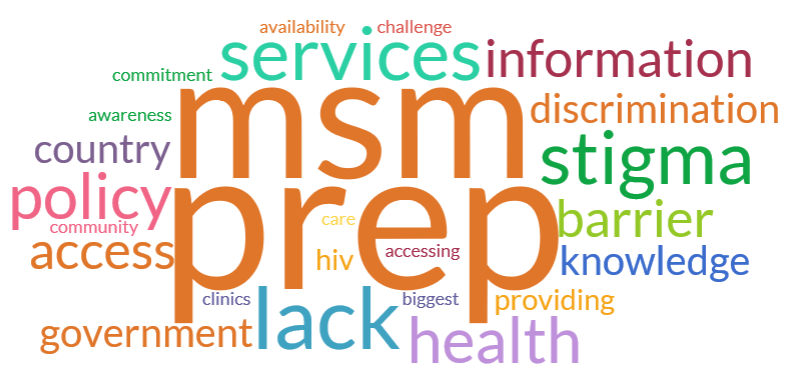 availability challenge
services information
commitment
msm
awareness discrimination
country stigma
policy prep barrier
community care
access hiv accessing knowledge
clinics lack biggest providing
government health